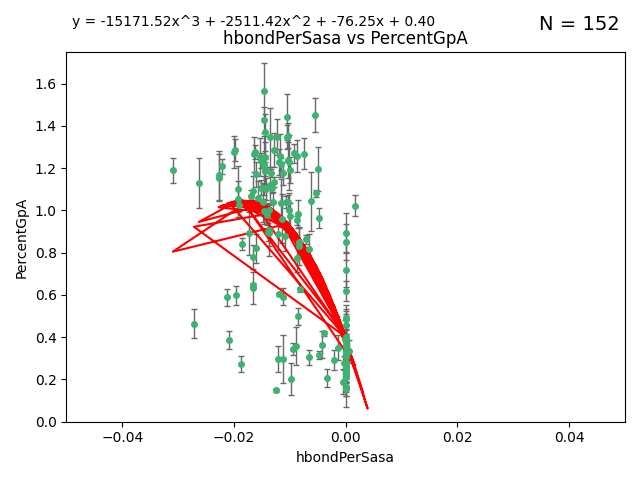 y = -15171.52x^3 + -2511.42x^2 + -76.25x + 0.40
N = 152
hbondPerSasa vs PercentGpA
PercentGpA
1.6
1.4
1.2
1.0
0.8
0.6
0.4
0.2
0.0
−0.04
−0.02
0.00
0.02
0.04
hbondPerSasa